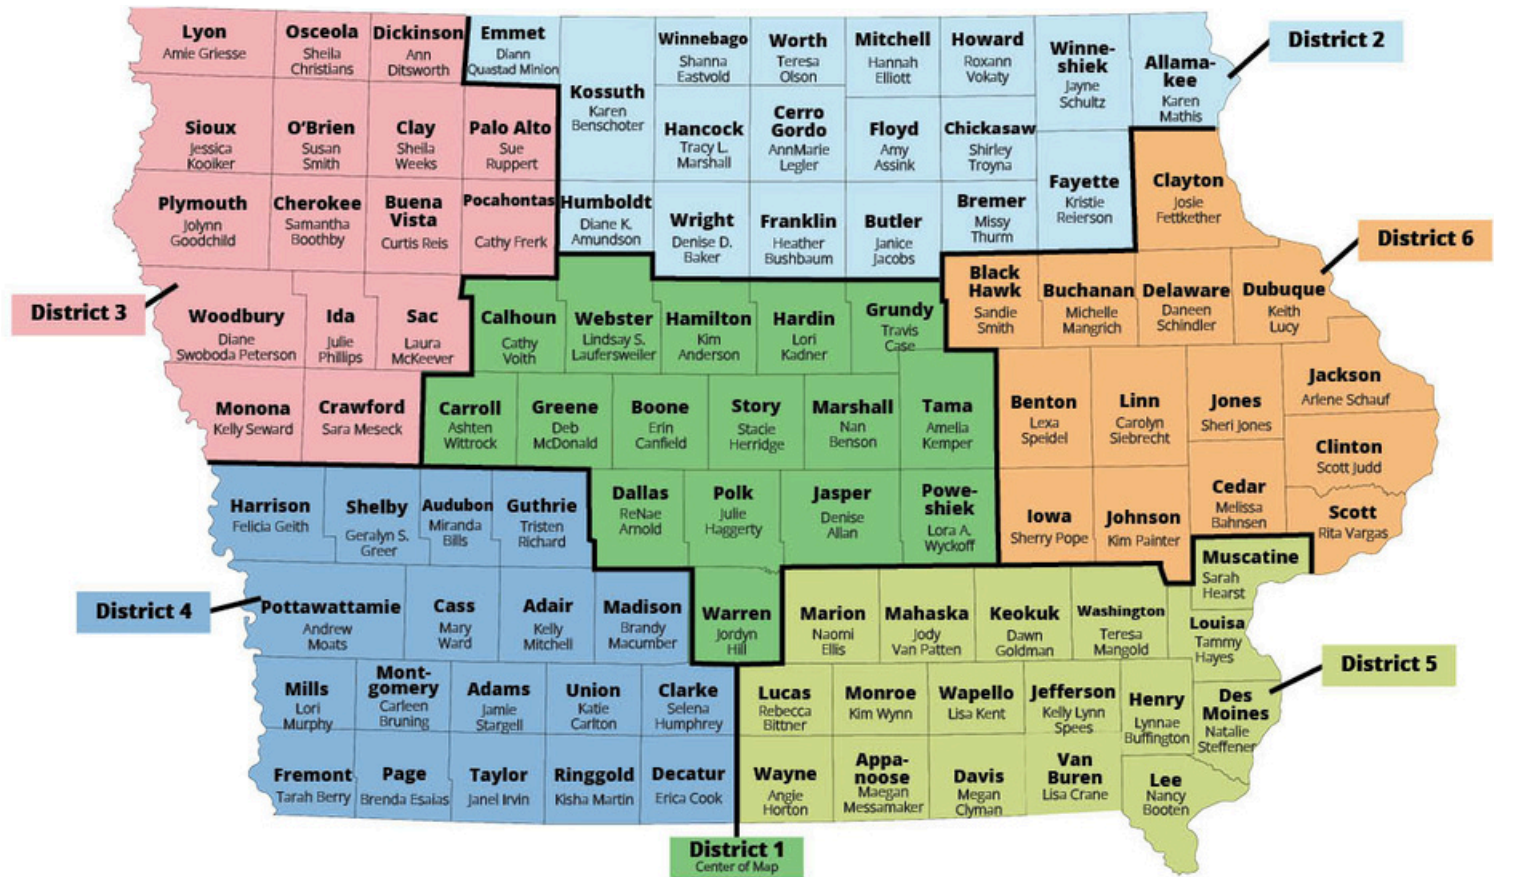 Lyon
Amie Griesse
Osceola
Sheila
Christians
Dickinson
Ann
Ditsworth
Emmet
Diann
Quastad Minion
Kossuth
Karen
Benschoter
Winnebago
Shanna
Eastvold
Worth
Teresa
Olson
Mitchell
Hannah
Elliott
Howard
Roxann
Vokaty
Winne-
shiek
Jayne
Schultz
Allama-
kee
Karen
Mathis
District 2
Sioux
Jessica
Kooiker
O'Brien
Susan
Smith
Clay
Sheila
Weeks
Palo Alto
Sue
Ruppert
Hancock
Tracy L.
Marshall
Cerro
Gordo
AnnMarie
Legler
Floyd
Amy
Assink
Chickasaw
Shirley
Troyna
Fayette
Kristie
Reierson
Clayton
Josie
Fettkether
Plymouth
Jolynn
Goodchild
Cherokee
Samantha
Boothby
Buena
Vista
Curtis Reis
Pocahontas
Cathy Frerk
Humboldt
Diane K.
Amundson
Wright
Denise D.
Baker
Franklin
Heather
Bushbaum
Butler
Janice
Jacobs
Bremer
Missy
Thurm
District 6
District 3
Woodbury
Diane
Swoboda Peterson
Ida
Julie
Phillips
Sac
Laura
McKeever
Calhoun
Cathy
Voith
Webster
Lindsay S.
Laufersweiler
Hamilton
Kim
Anderson
Hardin
Lori
Kadner
Grundy
Travis
Case
Black
Hawk
Sandie
Smith
Buchanan
Michelle
Mangrich
Delaware
Daneen
Schindler
Dubuque
Keith
Lucy
Monona
Kelly Seward
Crawford
Sara Meseck
Carroll
Ashten
Wittrock
Greene
Deb
McDonald
Boone
Erin
Canfield
Story
Stacie
Herridge
Marshall
Nan
Benson
Tama
Amelia
Kemper
Benton
Lexa
Speidel
Linn
Carolyn
Siebrecht
Jones
Sheri Jones
Jackson
Arlene Schauf
Clinton
Scott Judd
Harrison
Felicia Geith
Shelby
Geralyn S.
Greer
Audubon
Miranda
Bills
Guthrie
Tristen
Richard
Dallas
ReNae
Arnold
Polk
Julie
Haggerty
Jasper
Denise
Allan
Powe-
shiek
Lora A.
Wyckoff
Iowa
Sherry Pope
Johnson
Kim Painter
Cedar
Melissa
Bahnsen
Scott
Rita Vargas
Muscatine
Sarah
Hearst
District 4
Pottawattamie
Andrew
Moats
Cass
Mary
Ward
Adair
Kelly
Mitchell
Madison
Brandy
Macumber
Warren
Jordyn
Hill
Marion
Naomi
Ellis
Mahaska
Jody
Van Patten
Keokuk
Dawn
Goldman
Washington
Teresa
Mangold
Louisa
Tammy
Hayes
District 5
Mills
Lori
Murphy
Mont-
gomery
Carleen
Bruning
Adams
Jamie
Stargell
Union
Katie
Carlton
Clarke
Selena
Humphrey
Lucas
Rebecca
Bittner
Monroe
Kim Wynn
Wapello
Lisa Kent
Jefferson
Kelly Lynn
Spees
Henry
Lynnae
Buffington
Des
Moines
Natalie
Steffener
Fremont
Tarah Berry
Page
Brenda Esaias
Taylor
Janel Irvin
Ringgold
Kisha Martin
Decatur
Erica Cook
Wayne
Angie
Horton
Appa-
noose
Maegan
Messamaker
Davis
Megan
Clyman
Van
Buren
Lisa Crane
Lee
Nancy
Booten
District 1
Center of Map